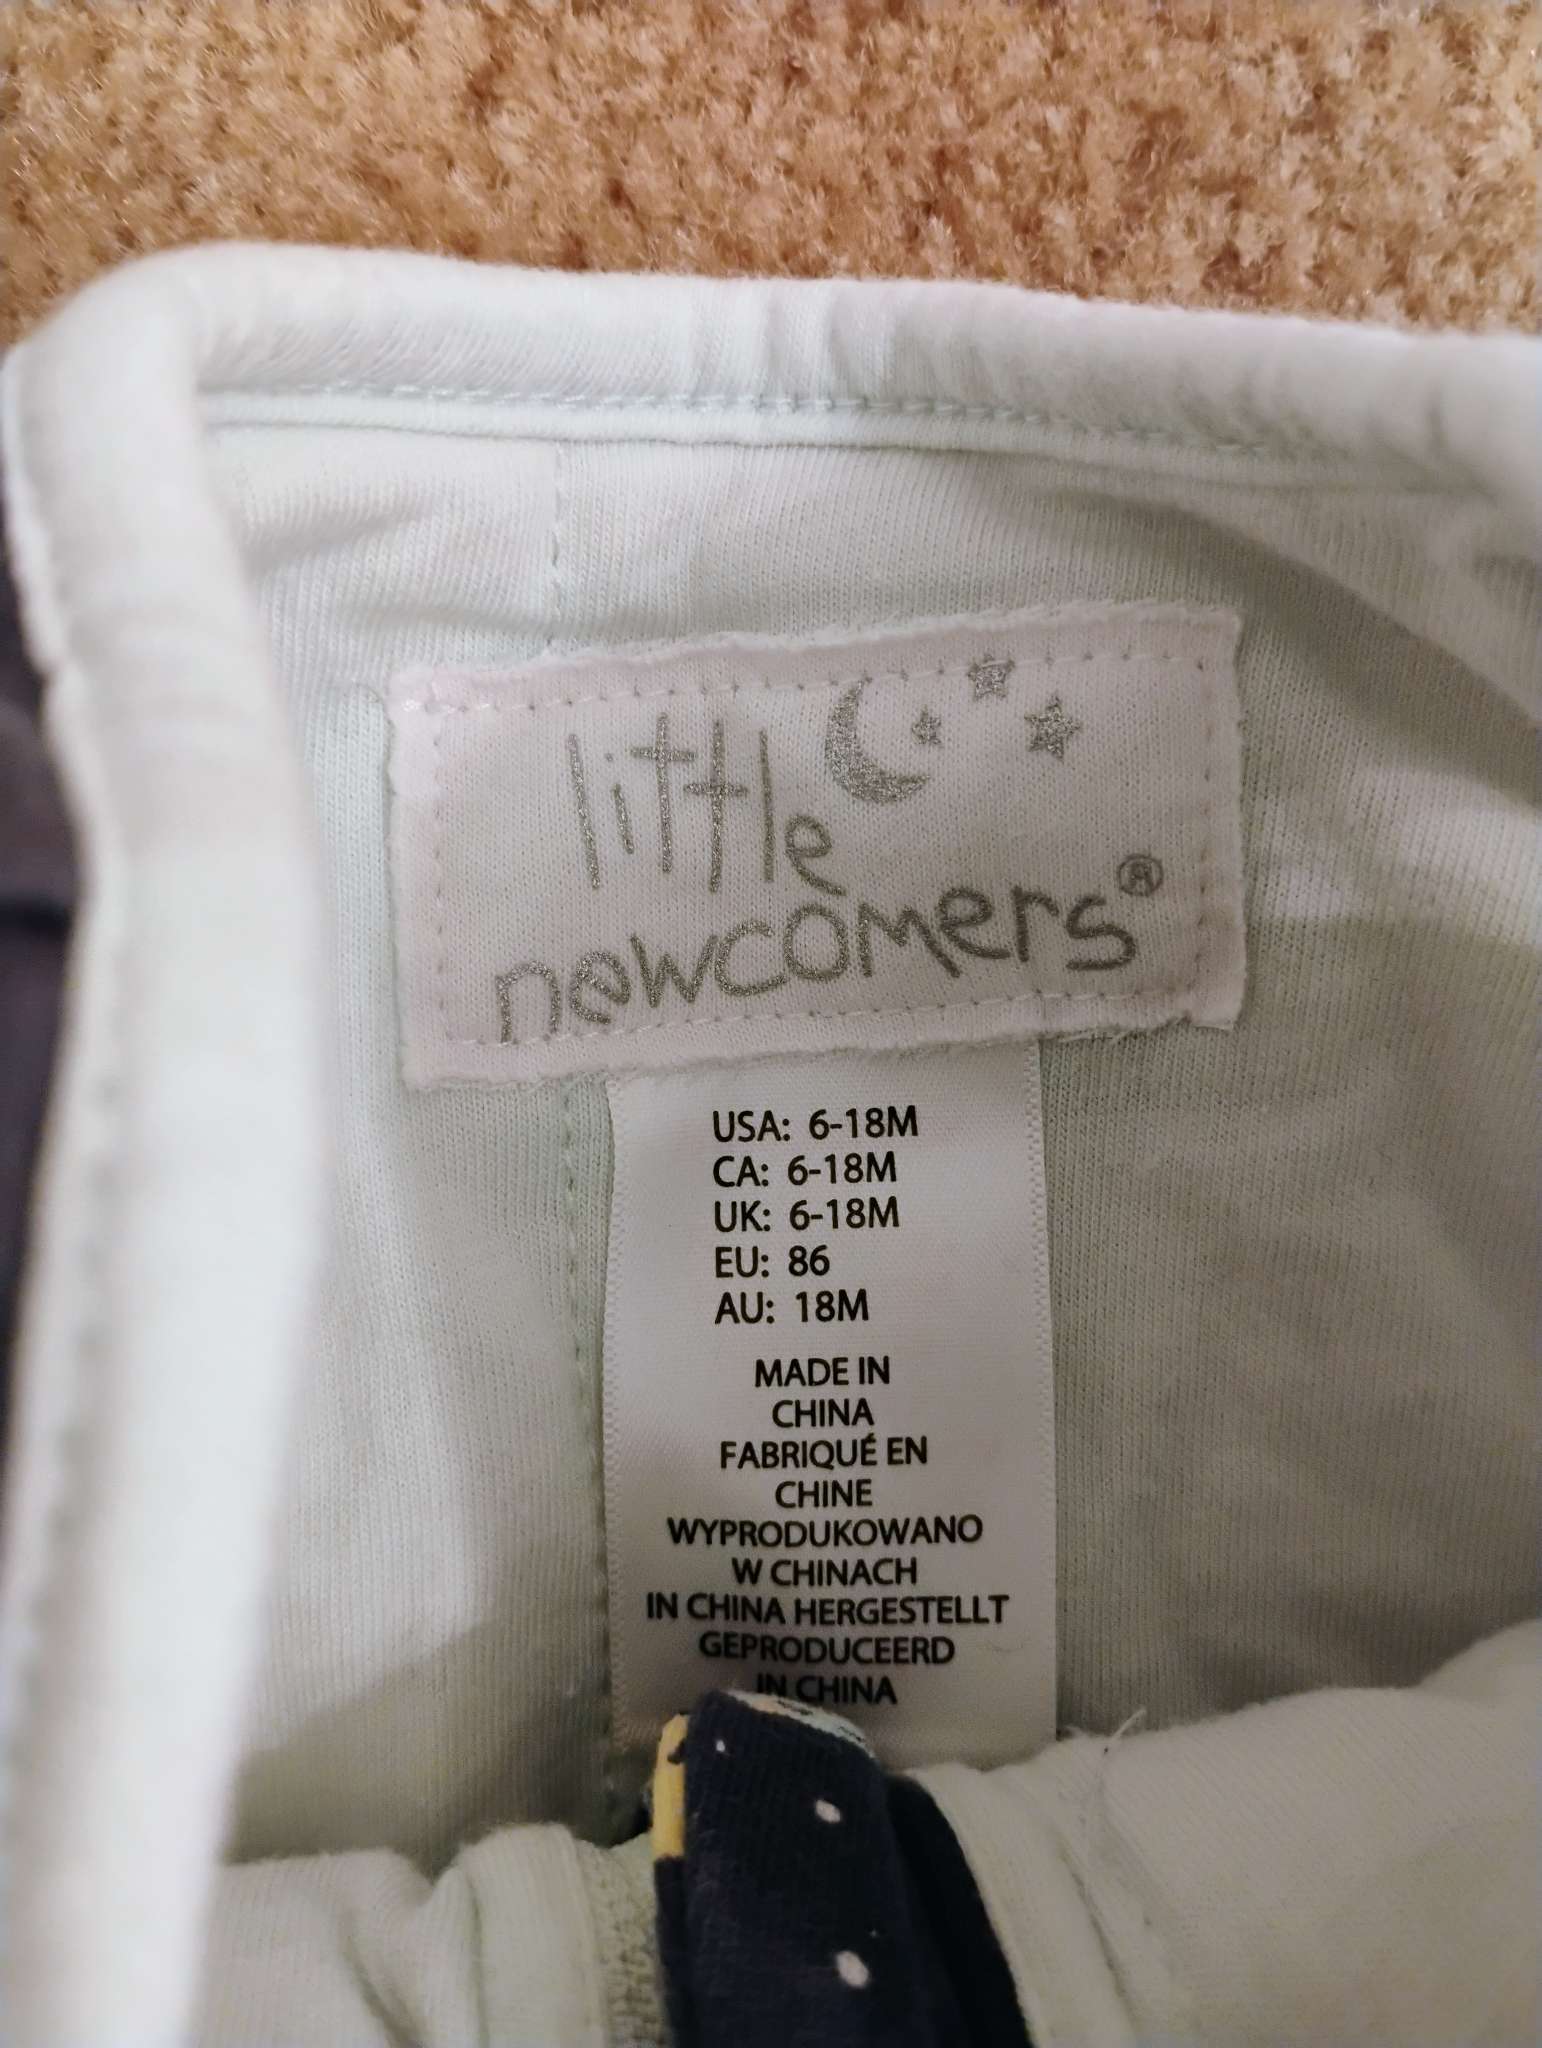 little
newcomers®
USA: 6-18M
CA: 6-18M
UK: 6-18M
EU: 86
AU: 18M
MADE IN
CHINA
FABRIQUÉ EN
CHINE
WYPRODUKOWANO
W CHINACH
IN CHINA HERGESTELLT
GEPRODUCEERD
IN CHINA